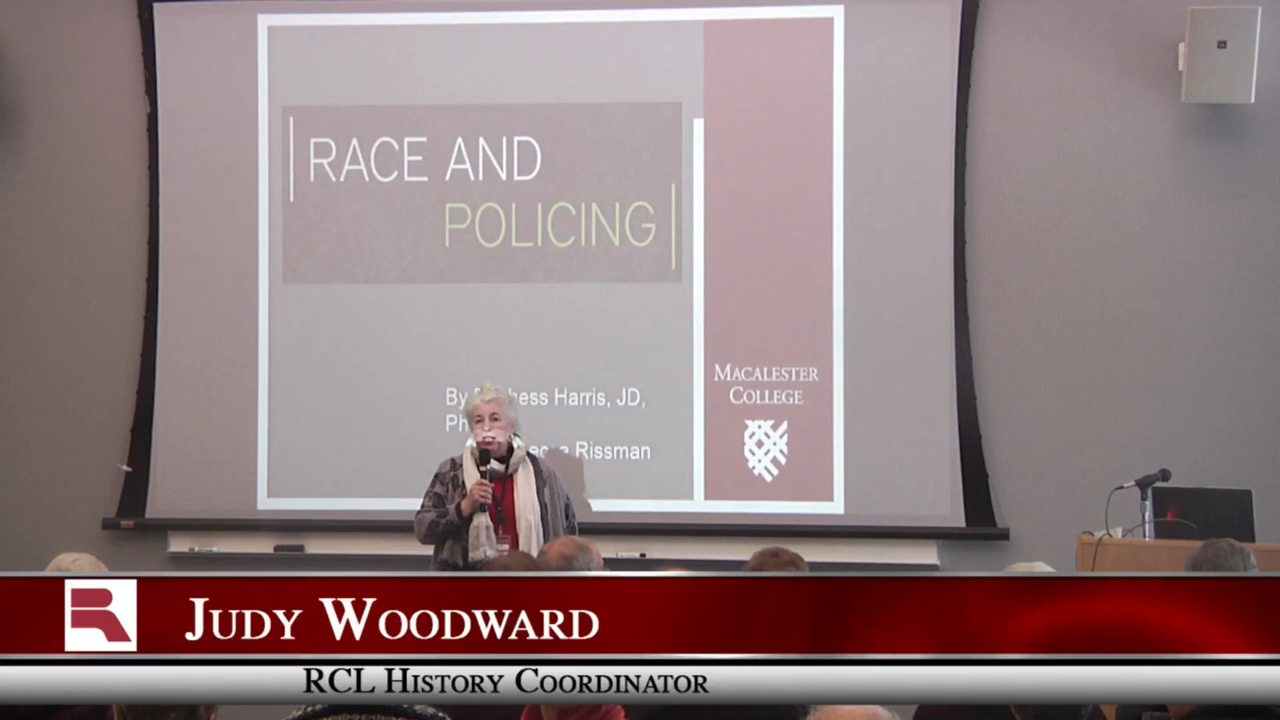 RACE AND
POLICING
By hess Harris, JD,
Ph
Rissman
MACALESTER
COLLEGE
JUDY WOODWARD
RCL HISTORY COORDINATOR